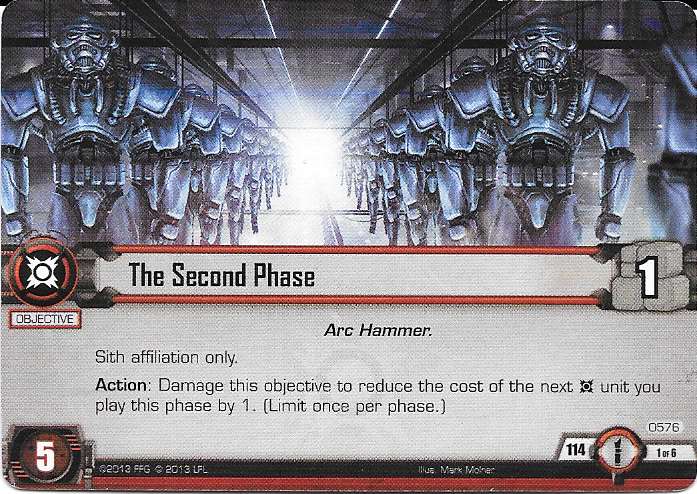 The Second Phase
1
OBJECTIVE
Arc Hammer.
Sith affiliation only.
Action: Damage this objective to reduce the cost of the next unit you
play this phase by 1. (Limit once per phase.)
0576
5
114
1 OF 6
©2013 FFG © 2013 LFL
Illus. Mark Molnar